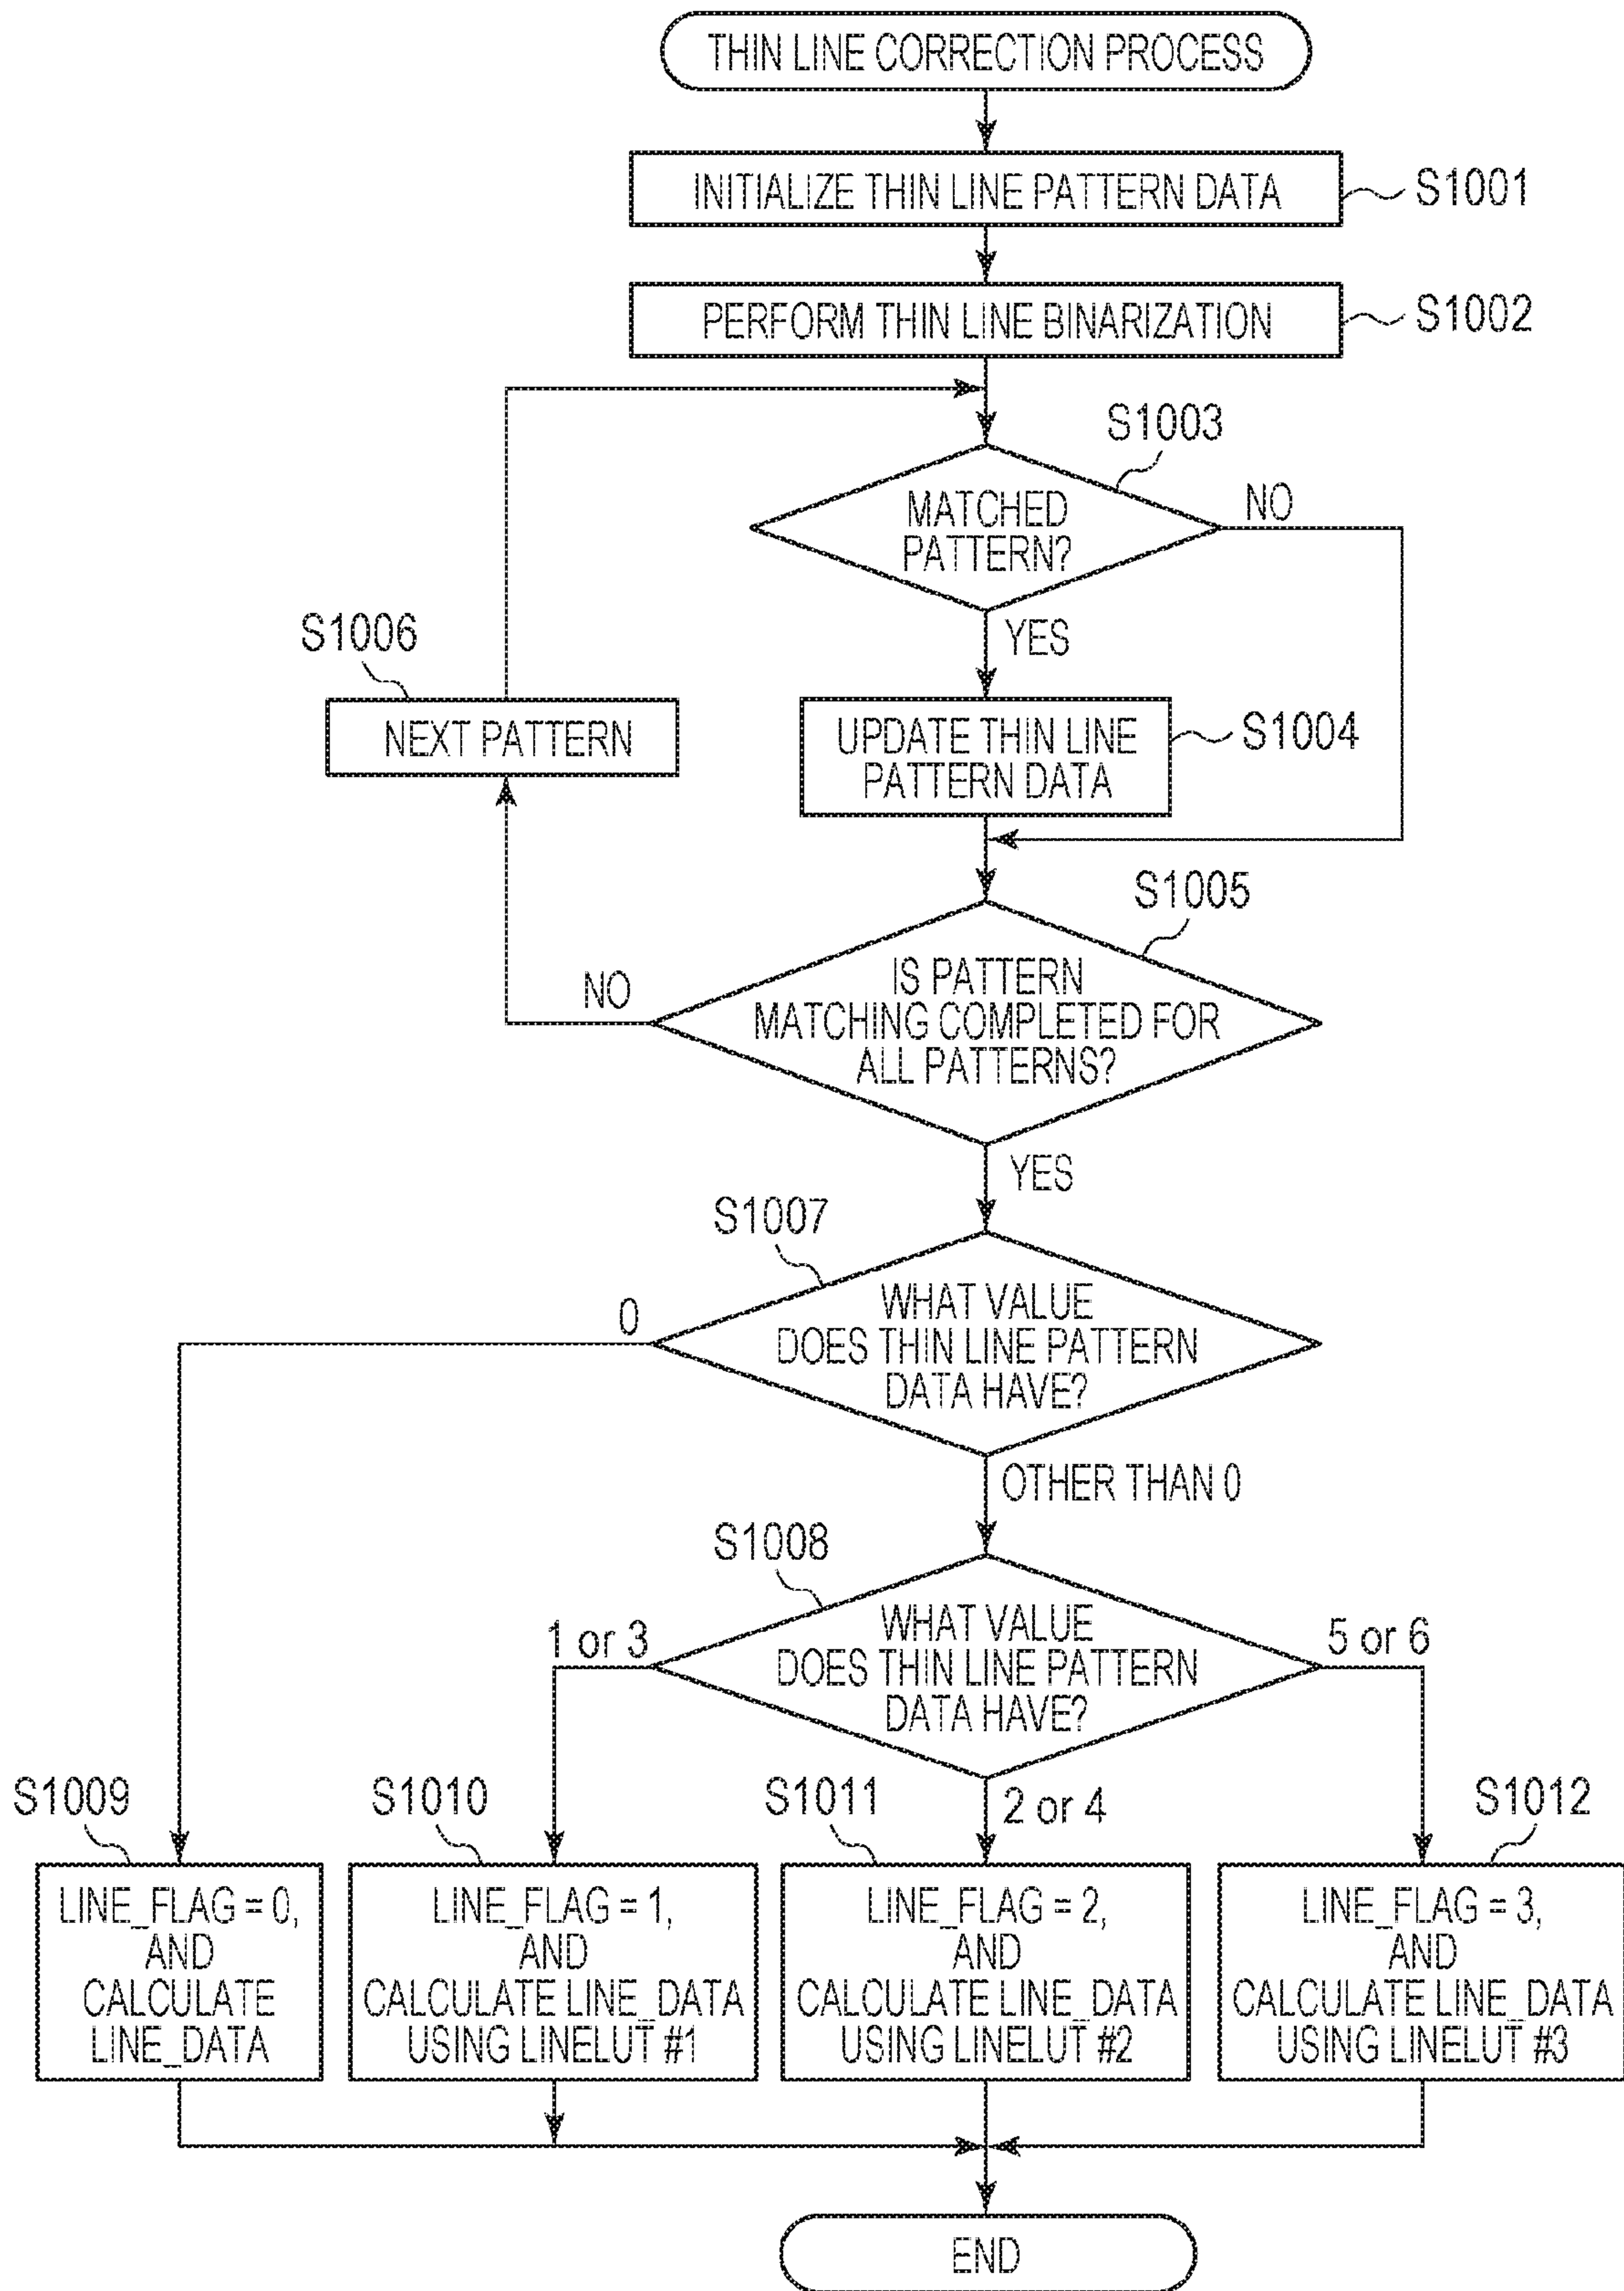 THIN LINE CORRECTION PROCESS
INITIALIZE THIN LINE PATTERN DATA
S1001
PERFORM THIN LINE BINARIZATION
S1002
S1003
MATCHED
PATTERN?
NO
YES
S1006
NEXT PATTERN
UPDATE THIN LINE
PATTERN DATA
S1004
S1005
IS PATTERN
MATCHING COMPLETED FOR
ALL PATTERNS?
NO
YES
S1007
WHAT VALUE
DOES THIN LINE PATTERN
DATA HAVE?
0
OTHER THAN 0
S1008
WHAT VALUE
DOES THIN LINE PATTERN
DATA HAVE?
1 or 3
5 or 6
2 or 4
S1009
LINE_FLAG = 0,
AND
CALCULATE
LINE_DATA
S1010
LINE_FLAG = 1,
AND
CALCULATE LINE_DATA
USING LINELUT #1
S1011
LINE_FLAG = 2,
AND
CALCULATE LINE_DATA
USING LINELUT #2
S1012
LINE_FLAG = 3,
AND
CALCULATE LINE_DATA
USING LINELUT #3
END